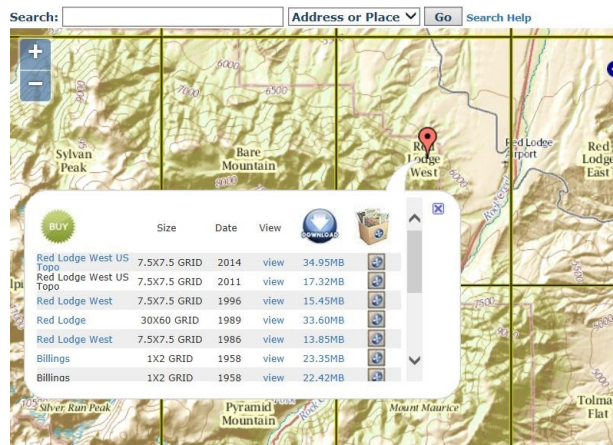 Search: Address or Place Go Search Help
+
−
6000
7000
6500
Sylvan
Peak
Bare
Mountain
Red
Lodge
West
Red Lodge
Airport
Red
Lodge
East
6000
Rock Creek
BUY Size Date View DOWNLOAD
Red Lodge West US
Topo 7.5X7.5 GRID 2014 view 34.95MB
Red Lodge West US
Topo 7.5X7.5 GRID 2011 view 17.32MB
Red Lodge West 7.5X7.5 GRID 1996 view 15.45MB
Red Lodge 30X60 GRID 1989 view 33.60MB
Red Lodge West 7.5X7.5 GRID 1986 view 13.85MB
Billings 1X2 GRID 1958 view 23.35MB
Billings 1X2 GRID 1958 view 22.42MB
7500
Silver Run Peak
Pyramid
Mountain
Mount Maurice
Tolma
Flat